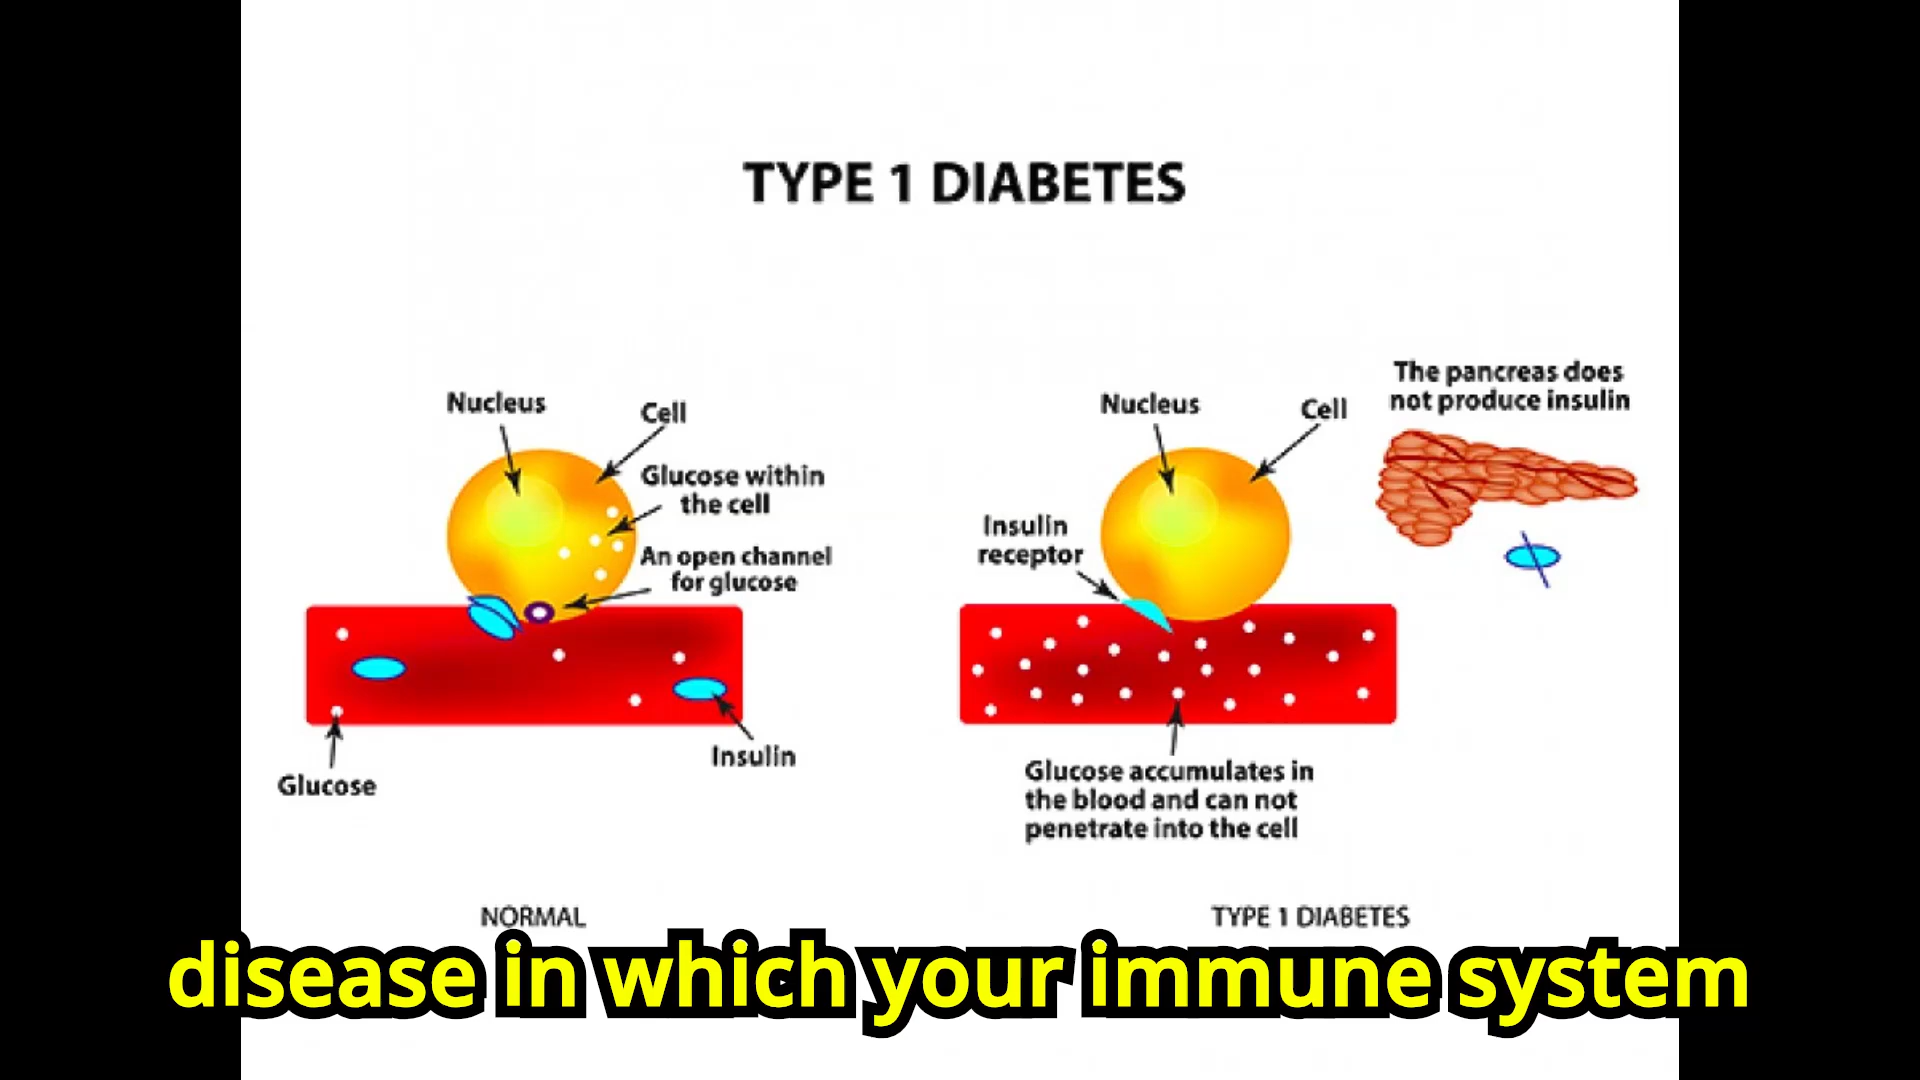 TYPE 1 DIABETES
Nucleus
Cell
Glucose within
the cell
An open channel
for glucose
Glucose
Insulin
NORMAL
Nucleus
Cell
The pancreas does
not produce insulin
Insulin
receptor
Glucose accumulates in
the blood and can not
penetrate into the cell
TYPE 1 DIABETES
disease in which your immune system